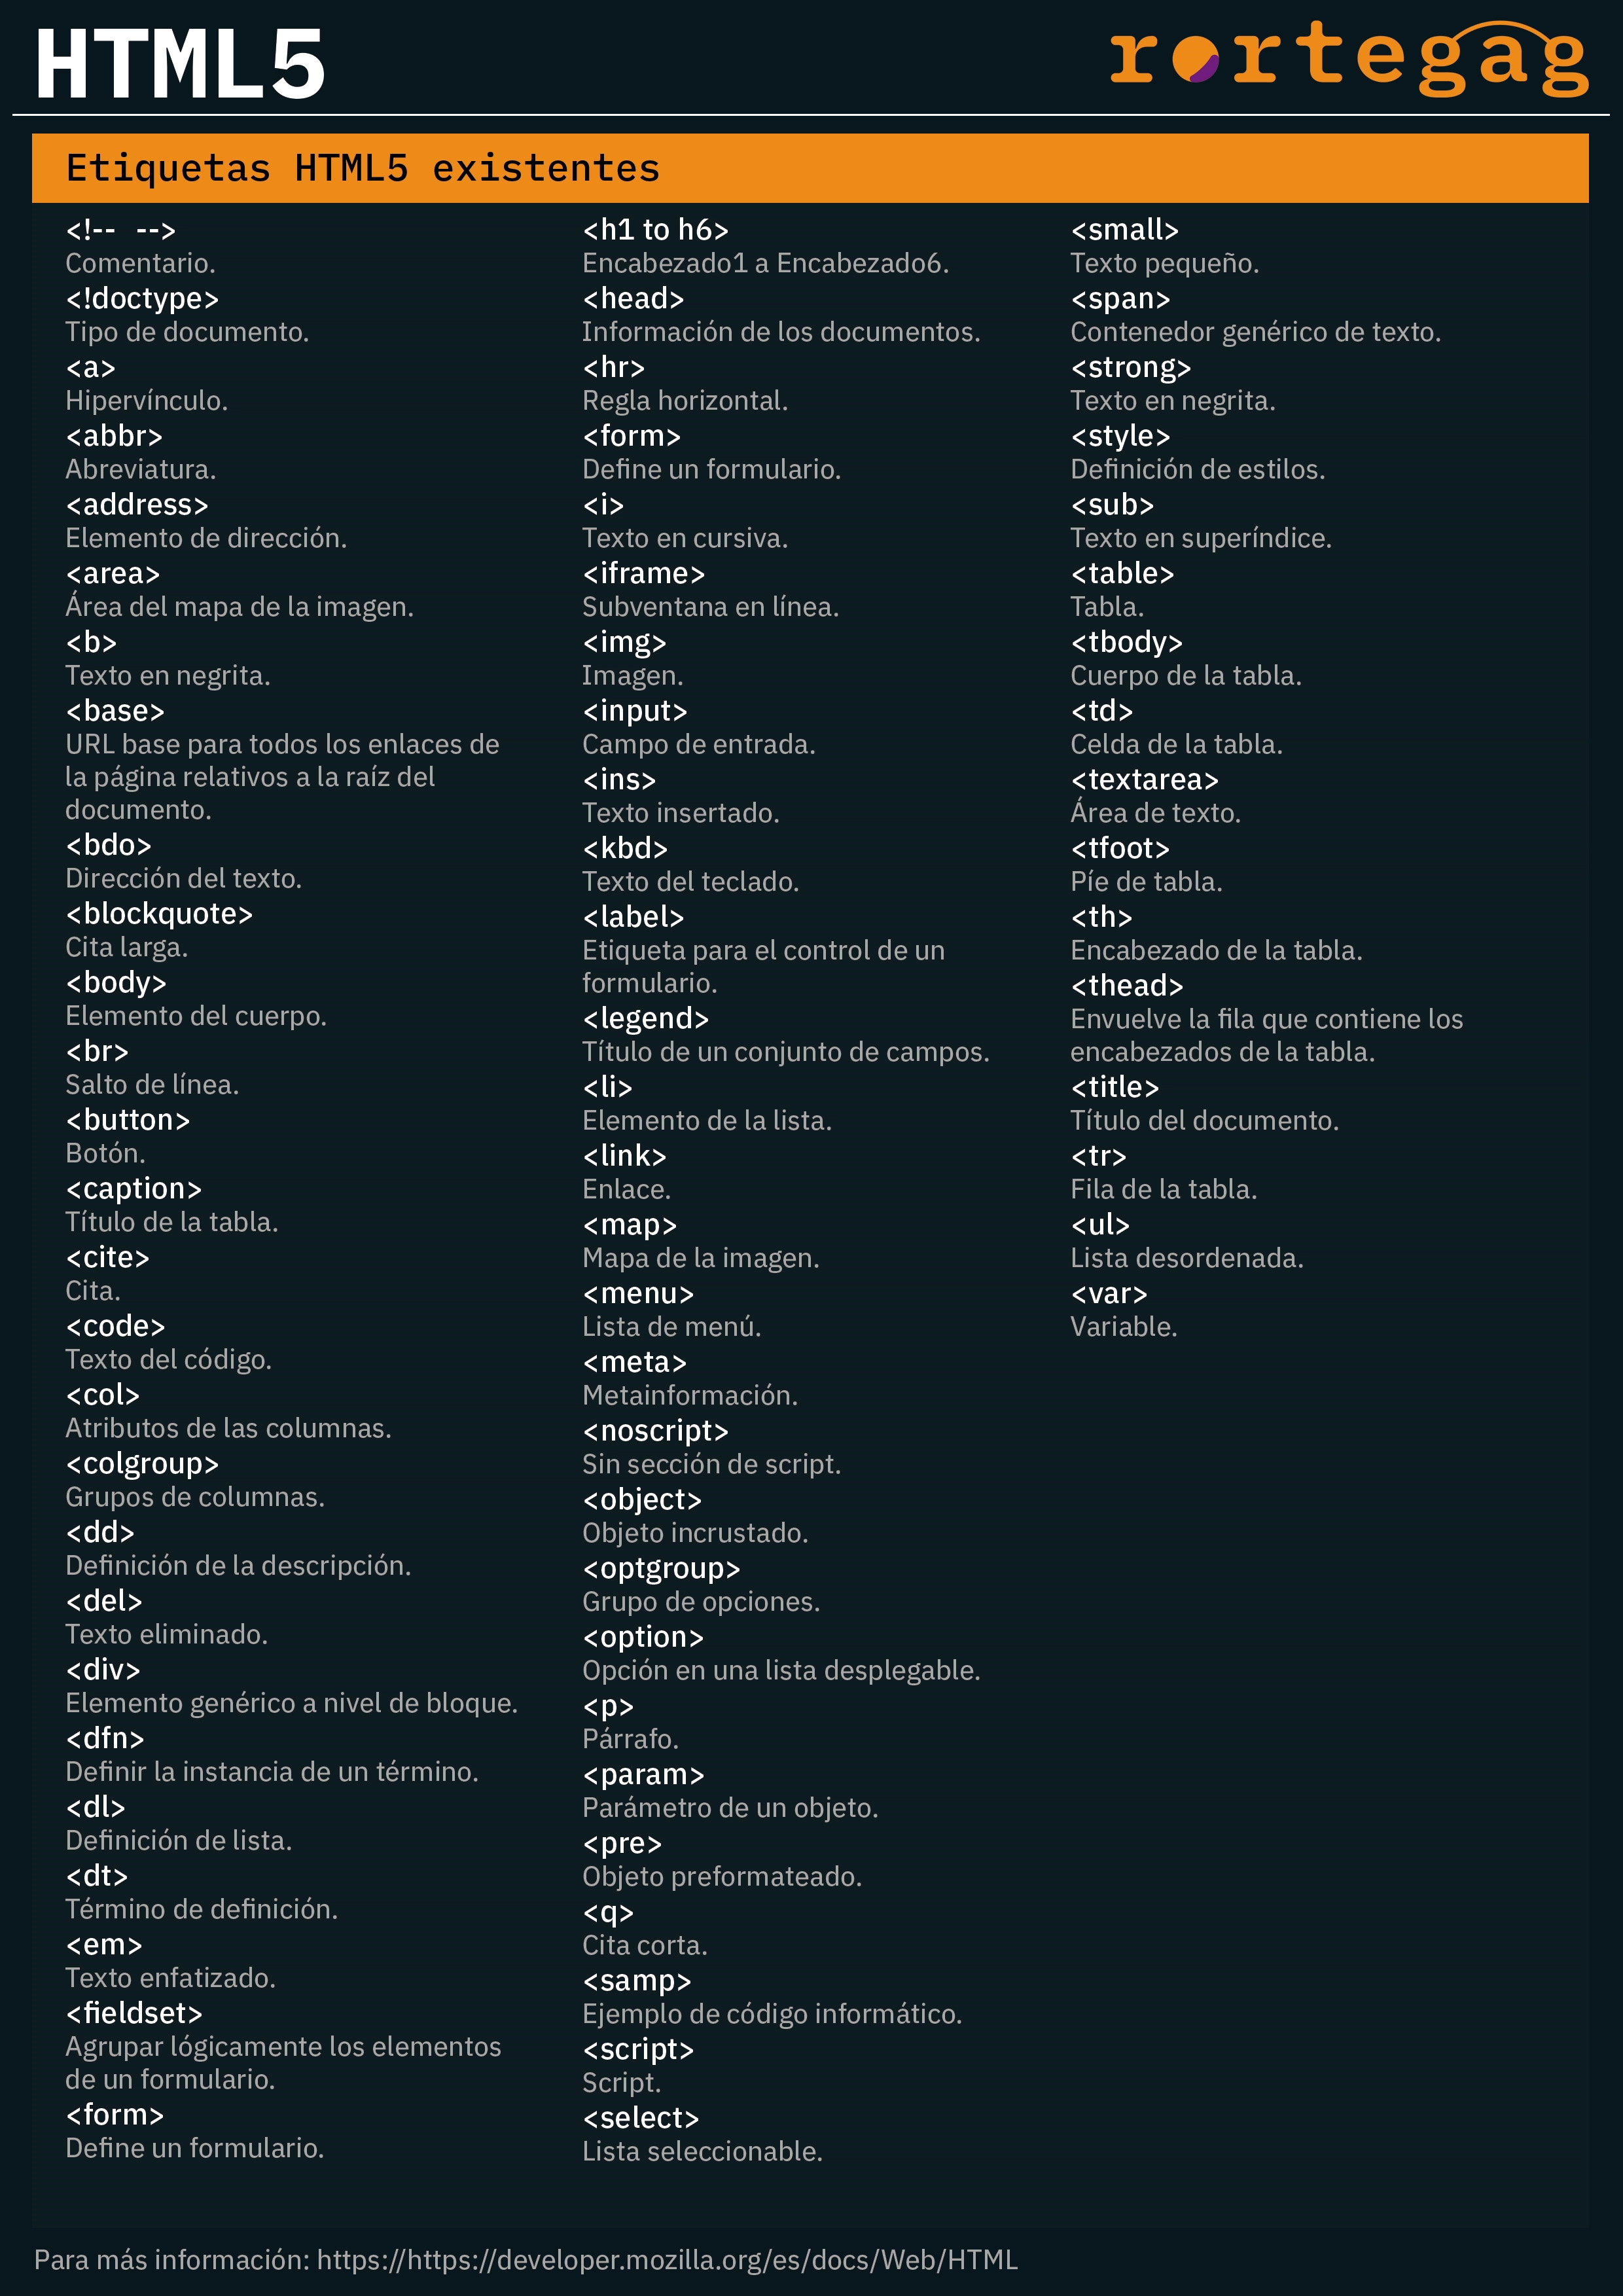 HTML5
rortegag
Etiquetas HTML5 existentes
<!-- -->
Comentario.
<!doctype>
Tipo de documento.
<a>
Hipervínculo.
<abbr>
Abreviatura.
<address>
Elemento de dirección.
<area>
Área del mapa de la imagen.
<b>
Texto en negrita.
<base>
URL base para todos los enlaces de
la página relativos a la raíz del
documento.
<bdo>
Dirección del texto.
<blockquote>
Cita larga.
<body>
Elemento del cuerpo.
<br>
Salto de línea.
<button>
Botón.
<caption>
Título de la tabla.
<cite>
Cita.
<code>
Texto del código.
<col>
Atributos de las columnas.
<colgroup>
Grupos de columnas.
<dd>
Definición de la descripción.
<del>
Texto eliminado.
<div>
Elemento genérico a nivel de bloque.
<dfn>
Definir la instancia de un término.
<dl>
Definición de lista.
<dt>
Término de definición.
<em>
Texto enfatizado.
<fieldset>
Agrupar lógicamente los elementos
de un formulario.
<form>
Define un formulario.
<h1 to h6>
Encabezado1 a Encabezado6.
<head>
Información de los documentos.
<hr>
Regla horizontal.
<form>
Define un formulario.
<i>
Texto en cursiva.
<iframe>
Subventana en línea.
<img>
Imagen.
<input>
Campo de entrada.
<ins>
Texto insertado.
<kbd>
Texto del teclado.
<label>
Etiqueta para el control de un
formulario.
<legend>
Título de un conjunto de campos.
<li>
Elemento de la lista.
<link>
Enlace.
<map>
Mapa de la imagen.
<menu>
Lista de menú.
<meta>
Metainformación.
<noscript>
Sin sección de script.
<object>
Objeto incrustado.
<optgroup>
Grupo de opciones.
<option>
Opción en una lista desplegable.
<p>
Párrafo.
<param>
Parámetro de un objeto.
<pre>
Objeto preformateado.
<q>
Cita corta.
<samp>
Ejemplo de código informático.
<script>
Script.
<select>
Lista seleccionable.
<small>
Texto pequeño.
<span>
Contenedor genérico de texto.
<strong>
Texto en negrita.
<style>
Definición de estilos.
<sub>
Texto en superíndice.
<table>
Tabla.
<tbody>
Cuerpo de la tabla.
<td>
Celda de la tabla.
<textarea>
Área de texto.
<tfoot>
Píe de tabla.
<th>
Encabezado de la tabla.
<thead>
Envuelve la fila que contiene los
encabezados de la tabla.
<title>
Título del documento.
<tr>
Fila de la tabla.
<ul>
Lista desordenada.
<var>
Variable.
Para más información: https://https://developer.mozilla.org/es/docs/Web/HTML